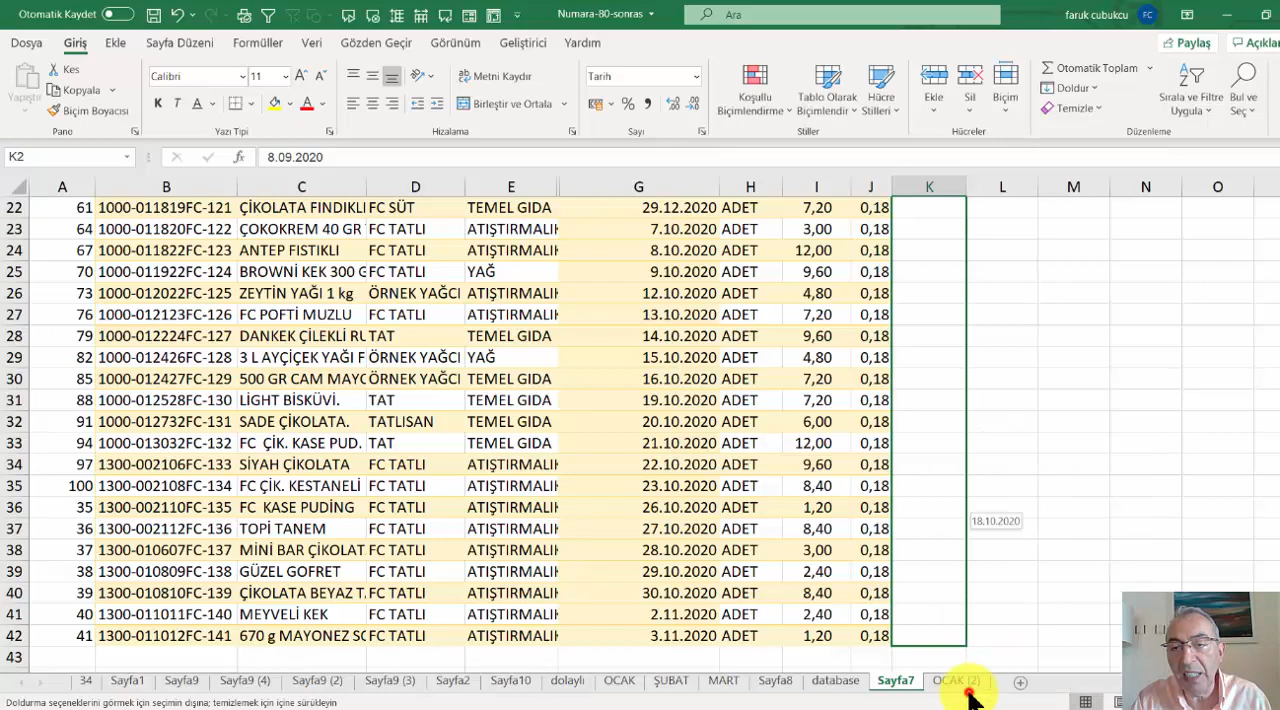 Otomatik Kaydet
Numara-80-sonras
Ara
faruk cubukcu
FC
Dosya Giriş Ekle Sayfa Düzeni Formüller Veri Gözden Geçir Görünüm Geliştirici Yardım
Paylaş
Açıkla
Yapıştır
Kes
Kopyala
Biçim Boyacısı
Calibri
11
K T A
Metni Kaydır
Birleştir ve Ortala
Tarih
Koşullu Biçimlendirme
Tablo Olarak Biçimlendir
Hücre Stilleri
Ekle
Sil
Biçim
Otomatik Toplam
Doldur
Temizle
Sırala ve Filtre Uygula
Bul ve Seç
Pano Yazı Tipi Hizalama Sayı Stiller Hücreler Düzenleme
K2 fx 8.09.2020
A B C D E G H I J K L M N O
22 61 1000-011819FC-121 ÇİKOLATA FINDIKLI FC SÜT TEMEL GIDA 29.12.2020 ADET 7,20 0,18
23 64 1000-011820FC-122 ÇOKOKREM 40 GR FC TATLI ATIŞTIRMALIK 7.10.2020 ADET 3,00 0,18
24 67 1000-011822FC-123 ANTEP FISTIKLI FC TATLI ATIŞTIRMALIK 8.10.2020 ADET 12,00 0,18
25 70 1000-011922FC-124 BROWNİ KEK 300 G FC TATLI YAĞ 9.10.2020 ADET 9,60 0,18
26 73 1000-012022FC-125 ZEYTİN YAĞI 1 kg ÖRNEK YAĞCI ATIŞTIRMALIK 12.10.2020 ADET 4,80 0,18
27 76 1000-012123FC-126 FC POFTİ MUZLU FC TATLI ATIŞTIRMALIK 13.10.2020 ADET 7,20 0,18
28 79 1000-012224FC-127 DANKEK ÇİLEKLİ RU TAT TEMEL GIDA 14.10.2020 ADET 9,60 0,18
29 82 1000-012426FC-128 3 L AYÇİÇEK YAĞI F ÖRNEK YAĞCI YAĞ 15.10.2020 ADET 4,80 0,18
30 85 1000-012427FC-129 500 GR CAM MAYO ÖRNEK YAĞCI TEMEL GIDA 16.10.2020 ADET 7,20 0,18
31 88 1000-012528FC-130 LİGHT BİSKÜVİ. TAT TEMEL GIDA 19.10.2020 ADET 7,20 0,18
32 91 1000-012732FC-131 SADE ÇİKOLATA. TATLISAN TEMEL GIDA 20.10.2020 ADET 6,00 0,18
33 94 1000-013032FC-132 FC ÇİK. KASE PUD. TAT TEMEL GIDA 21.10.2020 ADET 12,00 0,18
34 97 1300-002106FC-133 SİYAH ÇİKOLATA FC TATLI ATIŞTIRMALIK 22.10.2020 ADET 9,60 0,18
35 100 1300-002108FC-134 FC ÇİK. KESTANELİ FC TATLI ATIŞTIRMALIK 23.10.2020 ADET 8,40 0,18
36 35 1300-002110FC-135 FC KASE PUDİNG FC TATLI ATIŞTIRMALIK 26.10.2020 ADET 1,20 0,18
18.10.2020
37 36 1300-002112FC-136 TOPİ TANEM FC TATLI ATIŞTIRMALIK 27.10.2020 ADET 8,40 0,18
38 37 1300-010607FC-137 MİNİ BAR ÇİKOLAT FC TATLI ATIŞTIRMALIK 28.10.2020 ADET 3,00 0,18
39 38 1300-010809FC-138 GÜZEL GOFRET FC TATLI ATIŞTIRMALIK 29.10.2020 ADET 2,40 0,18
40 39 1300-010810FC-139 ÇİKOLATA BEYAZ TA FC TATLI ATIŞTIRMALIK 30.10.2020 ADET 8,40 0,18
41 40 1300-011011FC-140 MEYVELİ KEK FC TATLI ATIŞTIRMALIK 2.11.2020 ADET 2,40 0,18
42 41 1300-011012FC-141 670 g MAYONEZ SO FC TATLI ATIŞTIRMALIK 3.11.2020 ADET 1,20 0,18
43
34 Sayfa1 Sayfa9 Sayfa9 (4) Sayfa9 (2) Sayfa9 (3) Sayfa2 Sayfa10 dolaylı OCAK ŞUBAT MART Sayfa8 database Sayfa7 OCAK (2)
Doldurma seçeneklerini görmek için seçimin dışına; temizlemek için içine sürükleyin